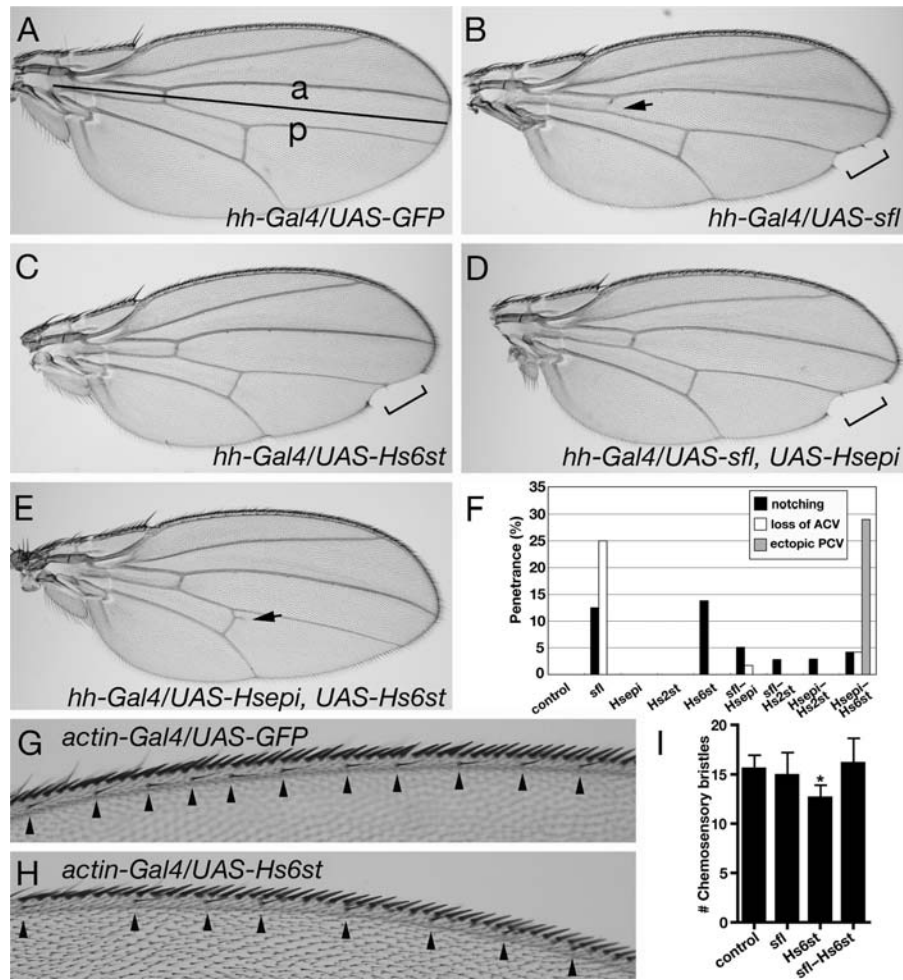 A
a
p
hh-Gal4/UAS-GFP
B
hh-Gal4/UAS-sfl
C
hh-Gal4/UAS-Hs6st
D
hh-Gal4/UAS-sfl, UAS-Hsepi
E
hh-Gal4/UAS-Hsepi, UAS-Hs6st
F
Penetrance (%)
35
30
25
20
15
10
5
0
notching
loss of ACV
ectopic PCV
control
sfl
Hsepi
Hs2st
Hs6st
sfl–
Hsepi
sfl–
Hs2st
Hsepi–
Hs2st
Hsepi–
Hs6st
G
actin-Gal4/UAS-GFP
H
actin-Gal4/UAS-Hs6st
I
# Chemosensory bristles
20
15
10
5
0
*
control
sfl
Hs6st
sfl–Hs6st